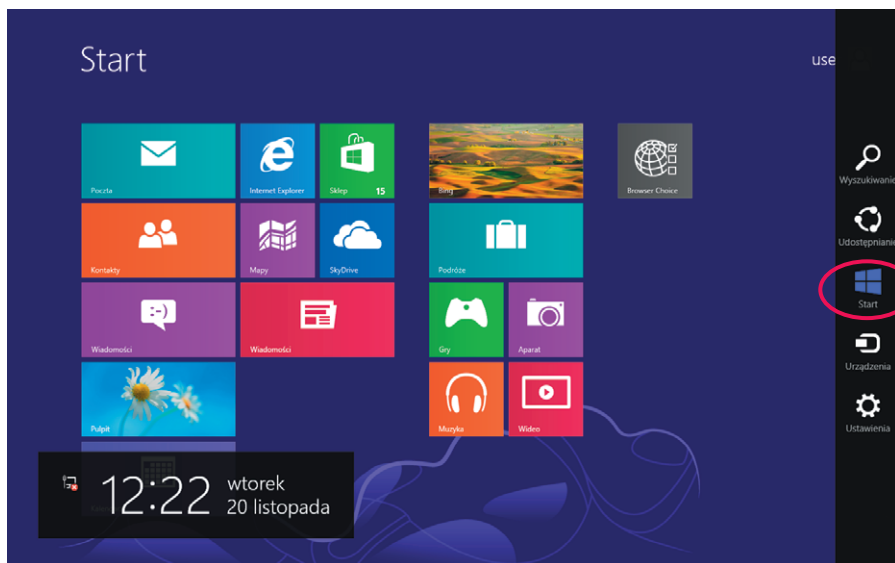 Start
use
Poczta
Internet Explorer
Sklep
15
Bing
Browser Choice
Kontakty
Mapy
SkyDrive
Podróże
Wiadomości
Wiadomości
Gry
Aparat
Pulpit
Muzyka
Wideo
12:22
wtorek
20 listopada
Wyszukiwanie
Udostępnianie
Start
Urządzenia
Ustawienia